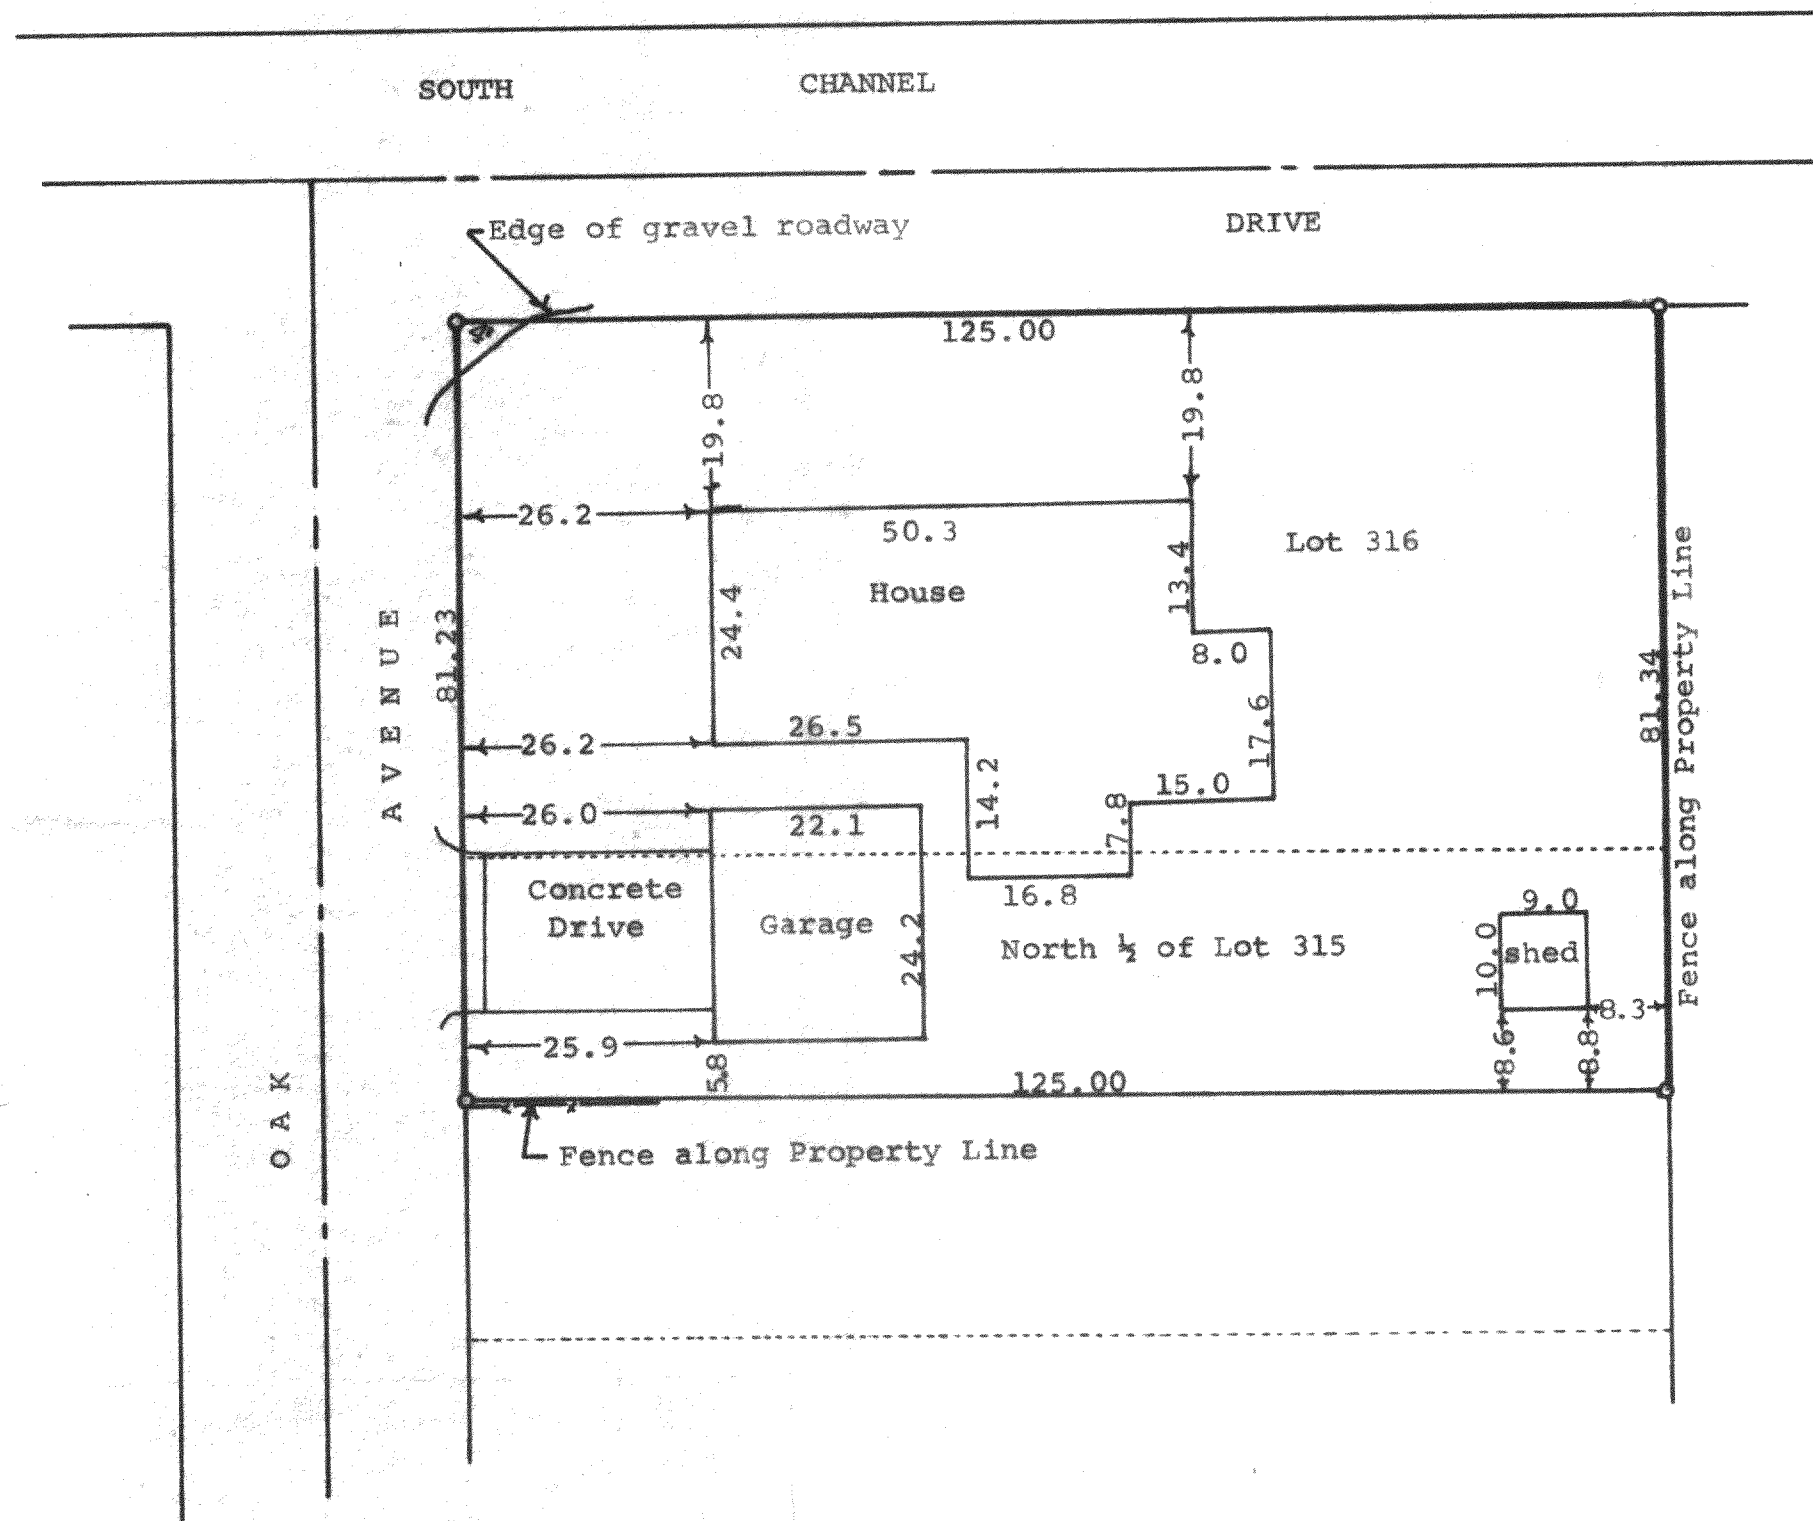 SOUTH CHANNEL
DRIVE
Edge of gravel roadway
125.00
19.8
19.8
26.2
50.3
House
Lot 316
24.4
13.4
8.0
17.6
81.23
81.34
AVENUE
OAK
Fence along Property Line
26.2
26.5
14.2
15.0
7.8
26.0
22.1
16.8
Concrete
Drive
Garage
24.2
North ½ of Lot 315
9.0
10.0
shed
8.3
8.6
8.8
25.9
5.8
125.00
Fence along Property Line